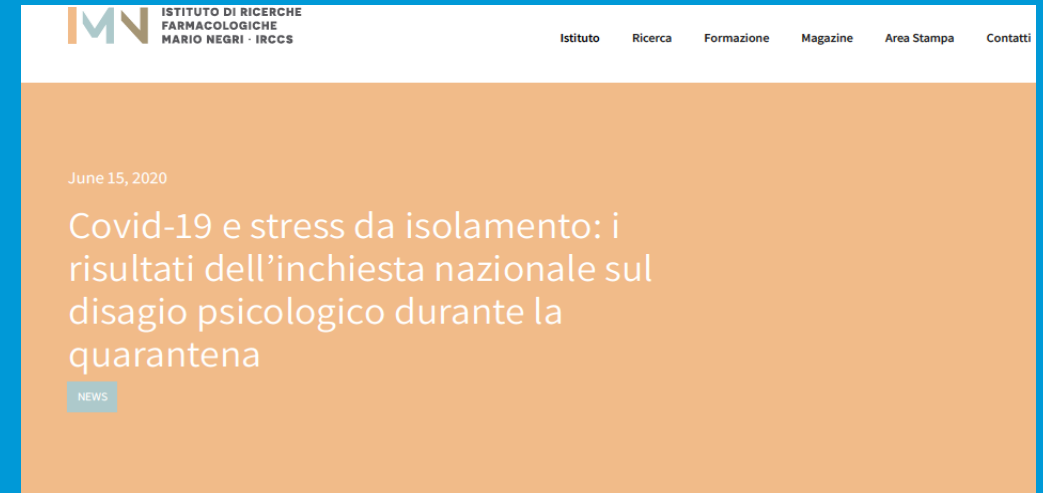 IMN
ISTITUTO DI RICERCHE
FARMACOLOGICHE
MARIO NEGRI · IRCCS
Istituto Ricerca Formazione Magazine Area Stampa Contatti
June 15, 2020
Covid-19 e stress da isolamento: i
risultati dell’inchiesta nazionale sul
disagio psicologico durante la
quarantena
NEWS